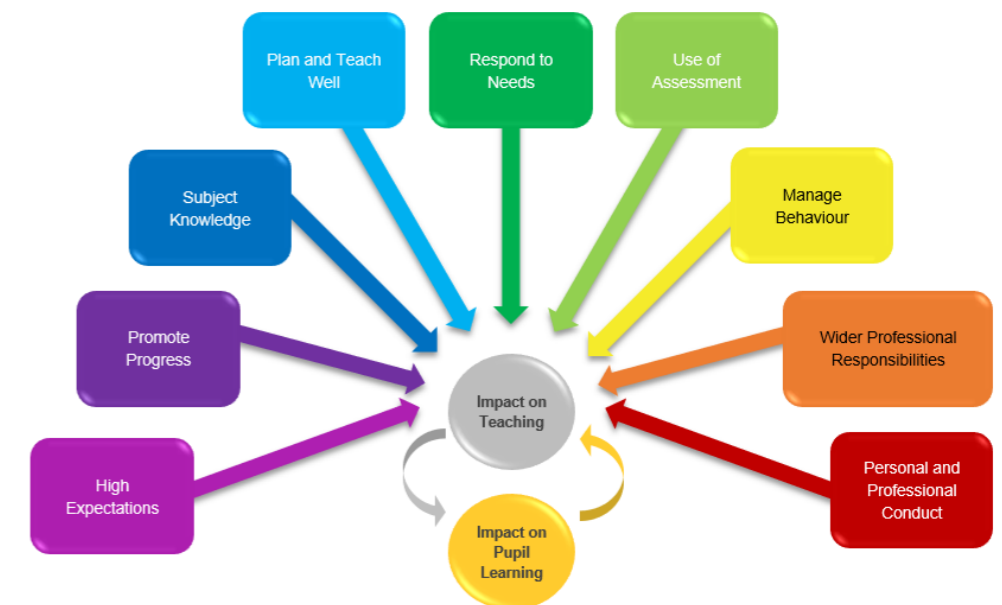 Plan and Teach
Well
Respond to
Needs
Use of
Assessment
Subject
Knowledge
Manage
Behaviour
Promote
Progress
Wider Professional
Responsibilities
High
Expectations
Personal and
Professional
Conduct
Impact on
Teaching
Impact on
Pupil
Learning